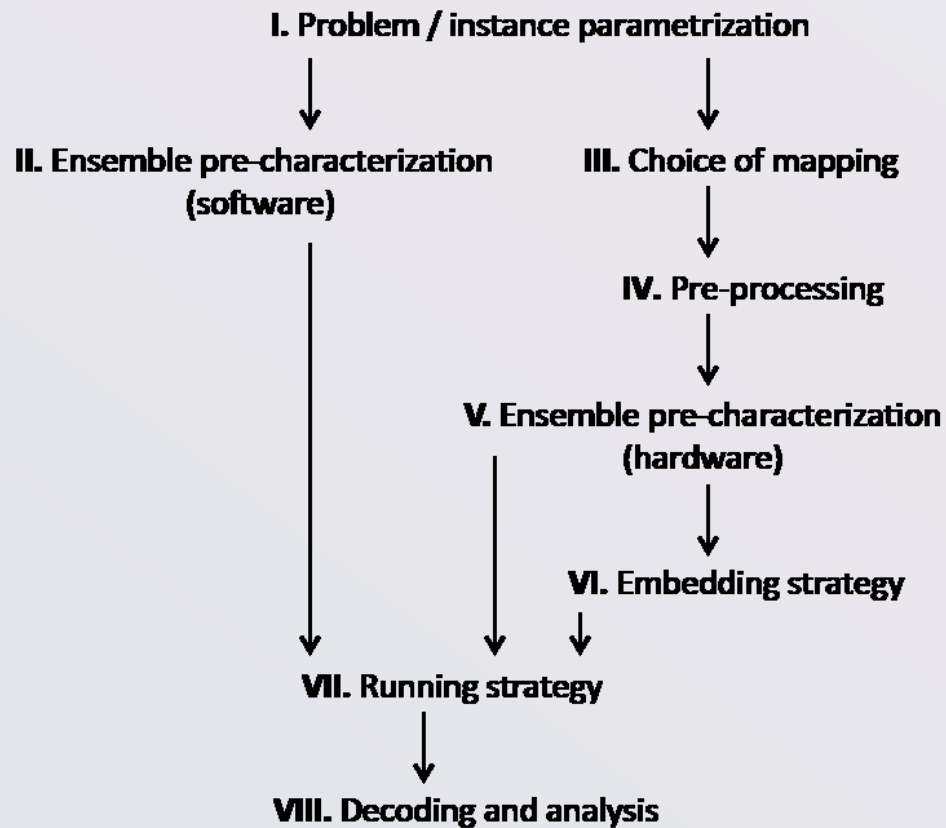 I. Problem / instance parametrization
II. Ensemble pre-characterization
(software)
III. Choice of mapping
IV. Pre-processing
V. Ensemble pre-characterization
(hardware)
VI. Embedding strategy
VII. Running strategy
VIII. Decoding and analysis